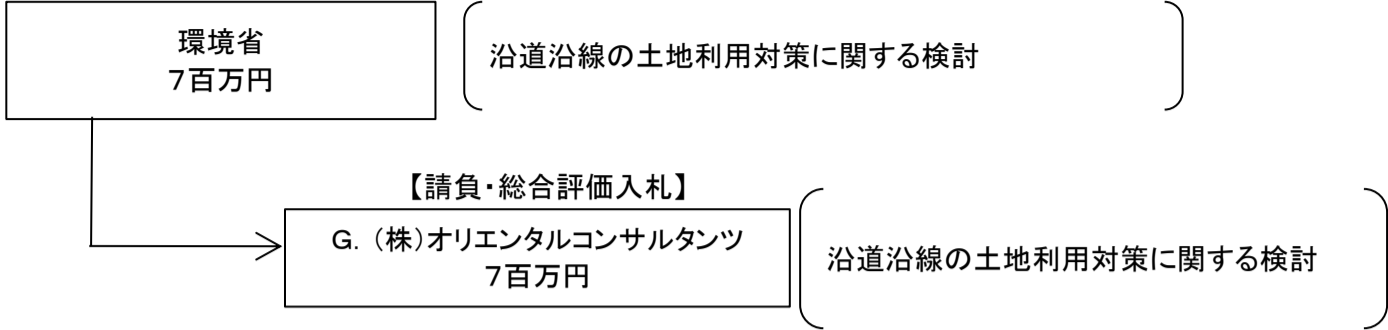 環境省
7百万円
沿道沿線の土地利用対策に関する検討
【請負・総合評価入札】
G．（株）オリエンタルコンサルタンツ
7百万円
沿道沿線の土地利用対策に関する検討